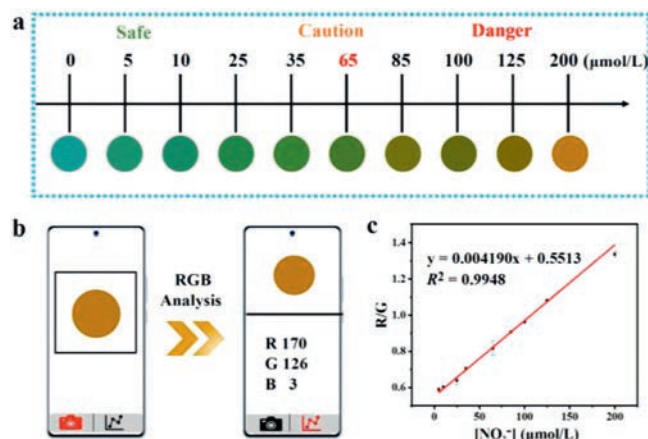 a
Safe Caution Danger
0 5 10 25 35 65 85 100 125 200 (μmol/L)
b
RGB
Analysis
R 170
G 126
B 3
c
y = 0.004190x + 0.5513
R² = 0.9948
R/G
1.4
1.2
1.0
0.8
0.6
0 50 100 150 200
[NO₂⁻] (μmol/L)